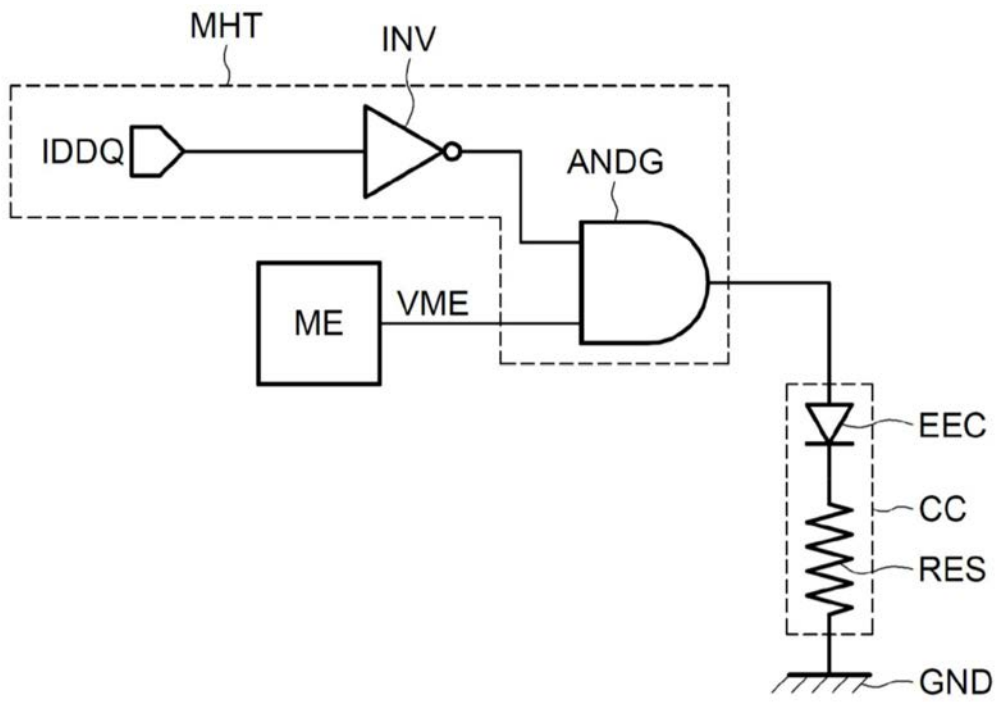 MHT
INV
IDDQ
ANDG
ME
VME
EEC
CC
RES
GND